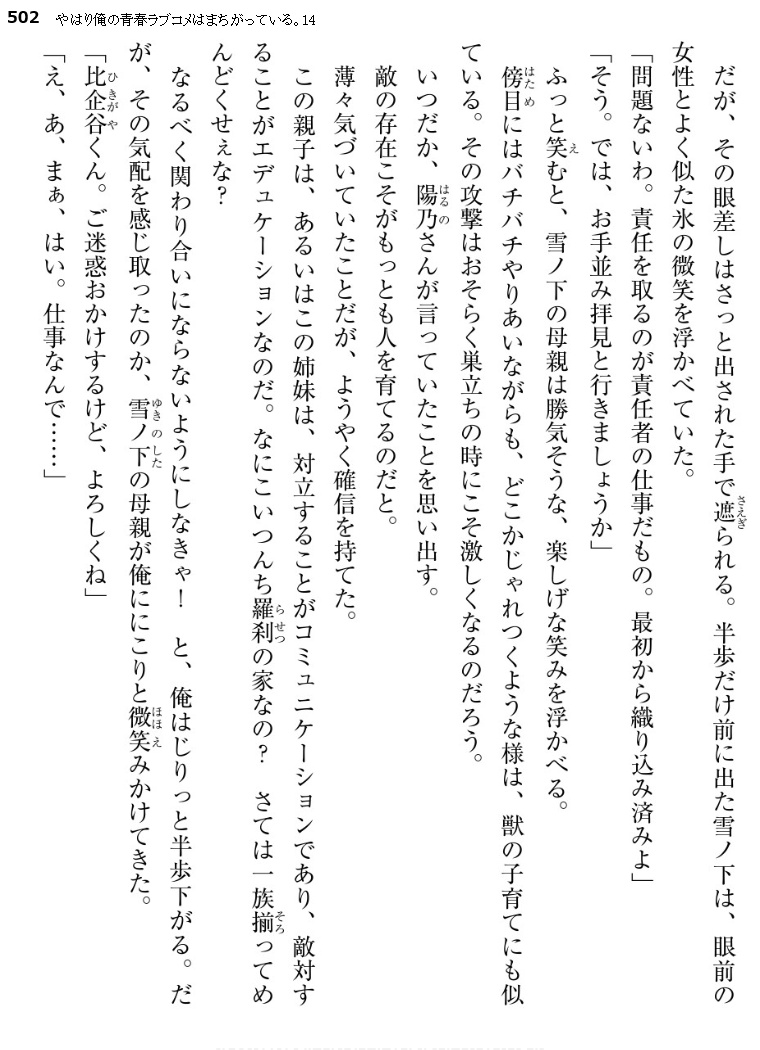 502 やはり俺の青春ラブコメはまちがっている。14
だが、その眼差しはさっと出された手で遮られる。半歩だけ前に出た雪ノ下は、眼前の
女性とよく似た氷の微笑を浮かべていた。
「問題ないわ。責任を取るのが責任者の仕事だもの。最初から織り込み済みよ」
「そう。では、お手並み拝見と行きましょうか」
ふっと笑むと、雪ノ下の母親は勝気そうな、楽しげな笑みを浮かべる。
傍目にはバチバチやりあいながらも、どこかじゃれつくような様は、獣の子育てにも似
ている。その攻撃はおそらく巣立ちの時にこそ激しくなるのだろう。
いつだか、陽乃さんが言っていたことを思い出す。
敵の存在こそがもっとも人を育てるのだと。
薄々気づいていたことだが、ようやく確信を持てた。
この親子は、あるいはこの姉妹は、対立することがコミュニケーションであり、敵対す
ることがエデュケーションなのだ。なにこいつんち羅刹の家なの？　さては一族揃ってめ
んどくせぇな？
なるべく関わり合いにならないようにしなきゃ！　と、俺はじりっと半歩下がる。だ
が、その気配を感じ取ったのか、雪ノ下の母親が俺ににこりと微笑みかけてきた。
「比企谷くん。ご迷惑おかけするけど、よろしくね」
「え、あ、まぁ、はい。仕事なんで……」